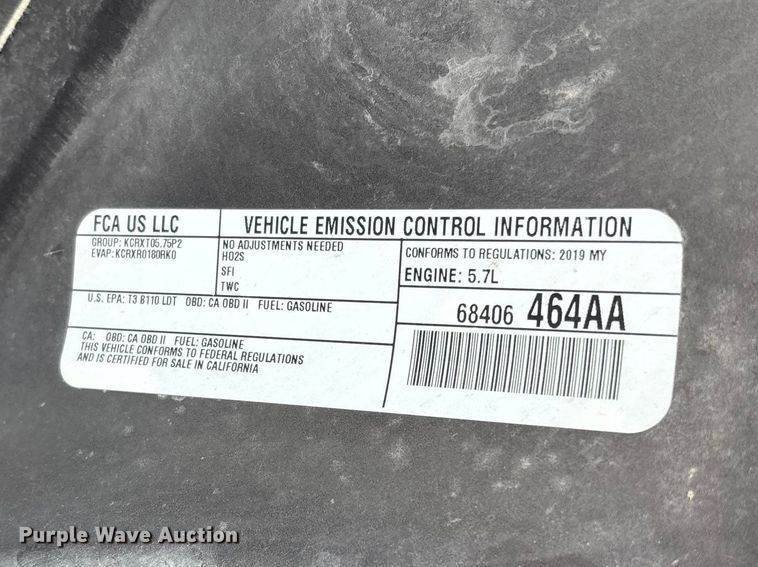 FCA US LLC
VEHICLE EMISSION CONTROL INFORMATION
GROUP: KCRXT05.75P2
EVAP: KCRXR0180RK0
NO ADJUSTMENTS NEEDED
HO2S
SFI
TWC
CONFORMS TO REGULATIONS: 2019 MY
ENGINE: 5.7L
U.S. EPA: T3 B110 LDT OBD: CA OBD II FUEL: GASOLINE
68406 464AA
CA: OBD: CA OBD II FUEL: GASOLINE
THIS VEHICLE CONFORMS TO FEDERAL REGULATIONS
AND IS CERTIFIED FOR SALE IN CALIFORNIA
Purple Wave Auction